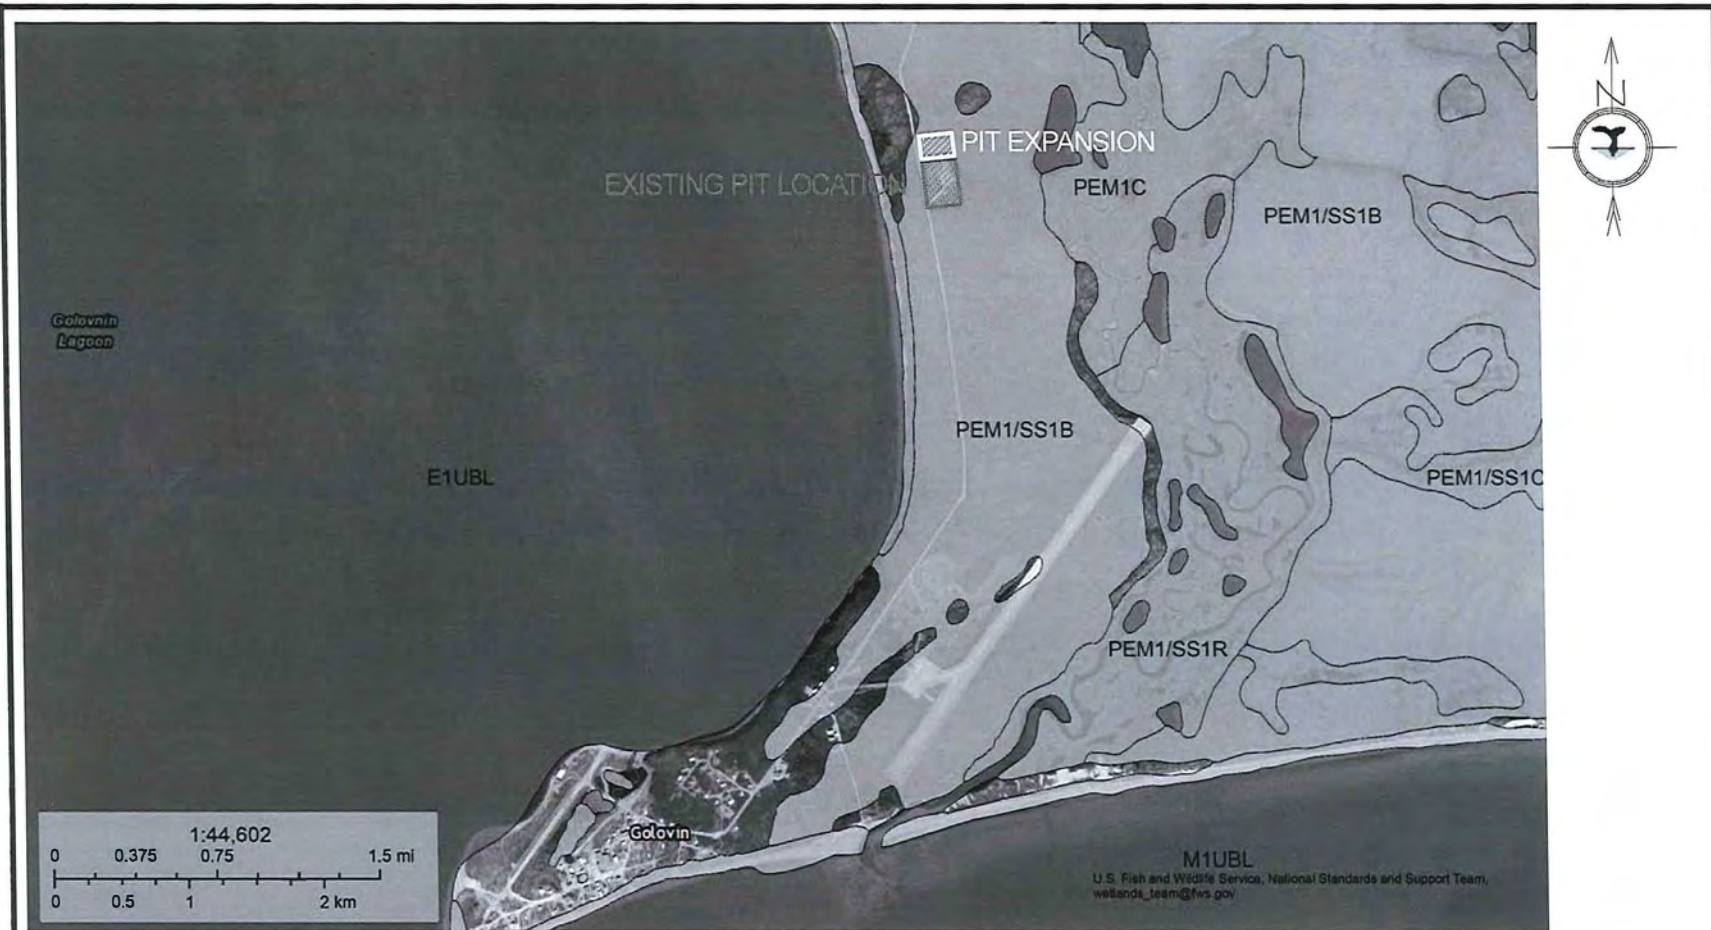 N
PIT EXPANSION
EXISTING PIT LOCATION
PEM1C
PEM1/SS1B
Golovnin
Lagoon
PEM1/SS1B
E1UBL
PEM1/SS1C
PEM1/SS1R
1:44,602
0 0.375 0.75 1.5 mi
0 0.5 1 2 km
Golovin
M1UBL
U.S. Fish and Wildlife Service, National Standards and Support Team,
wetlands_team@fws.gov